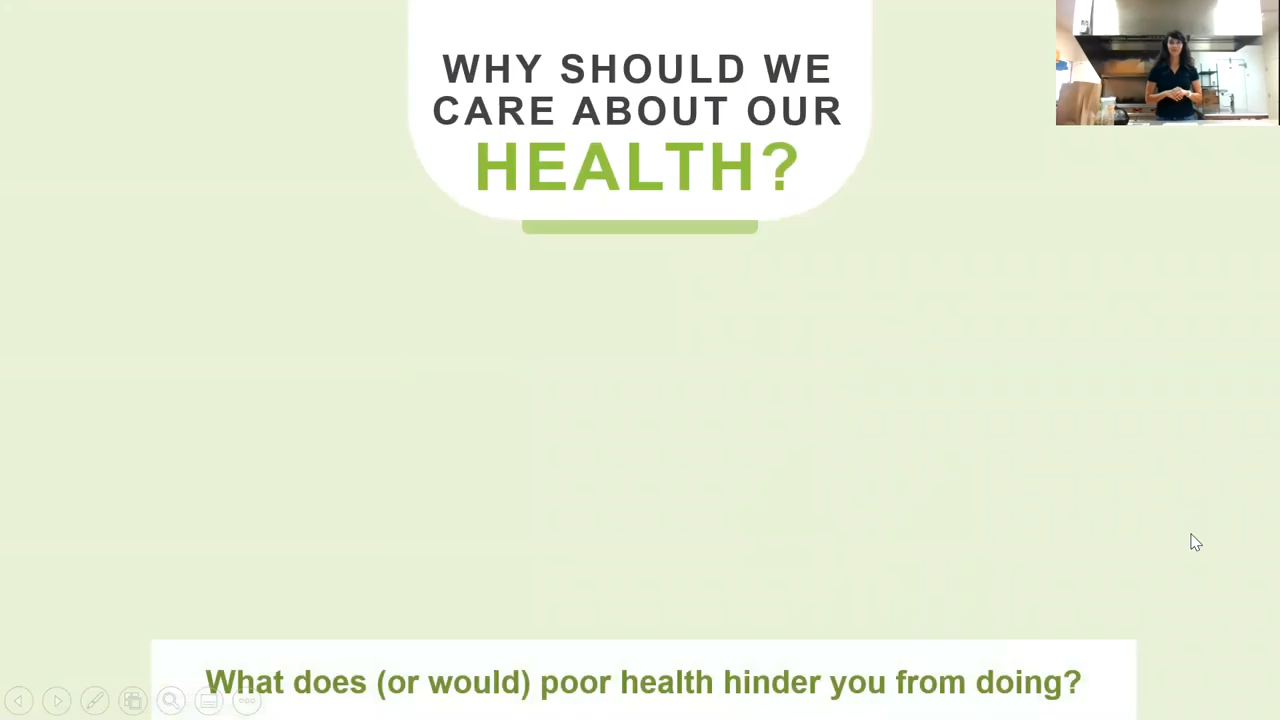 WHY SHOULD WE
CARE ABOUT OUR
HEALTH?
What does (or would) poor health hinder you from doing?